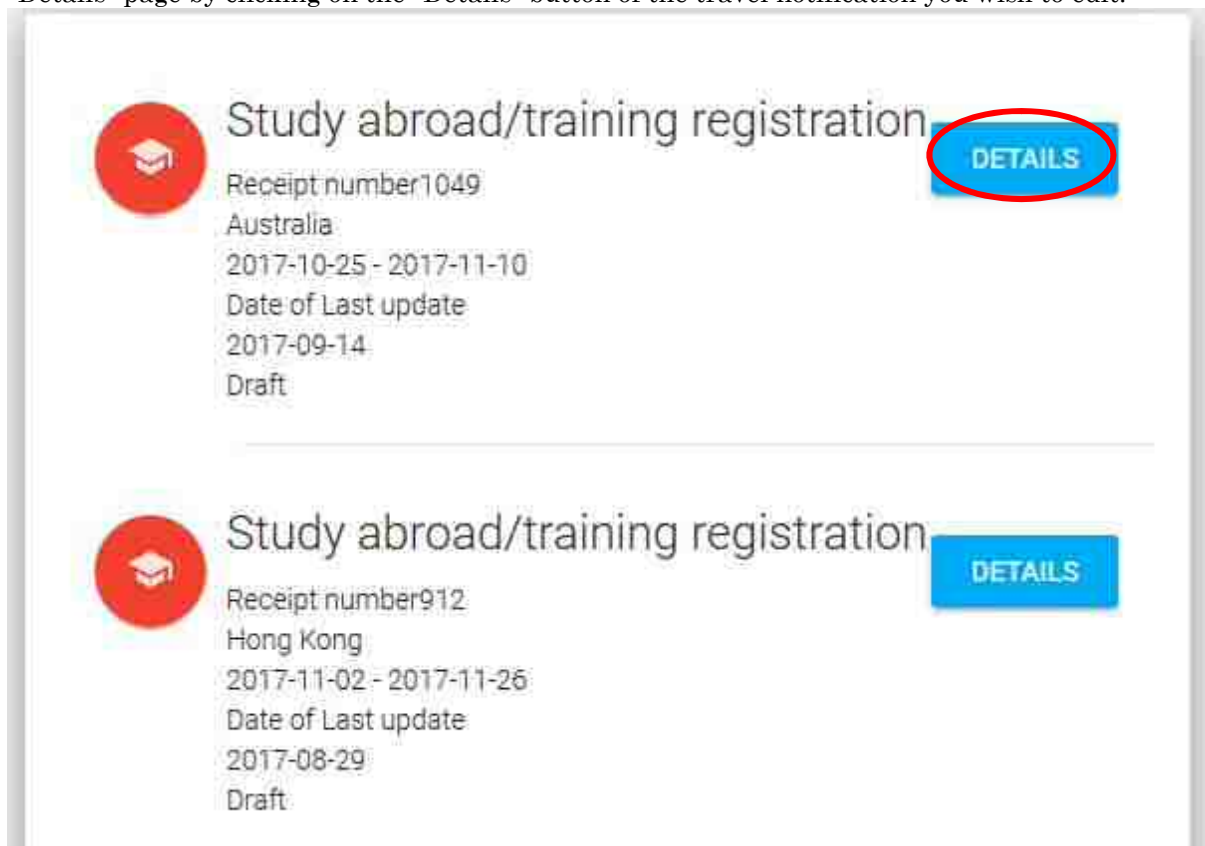 "Details" page by clicking on the "Details" button of the travel notification you wish to edit.
Study abroad/training registration
DETAILS
Receipt number1049
Australia
2017-10-25 - 2017-11-10
Date of Last update
2017-09-14
Draft
Study abroad/training registration
DETAILS
Receipt number912
Hong Kong
2017-11-02 - 2017-11-26
Date of Last update
2017-08-29
Draft